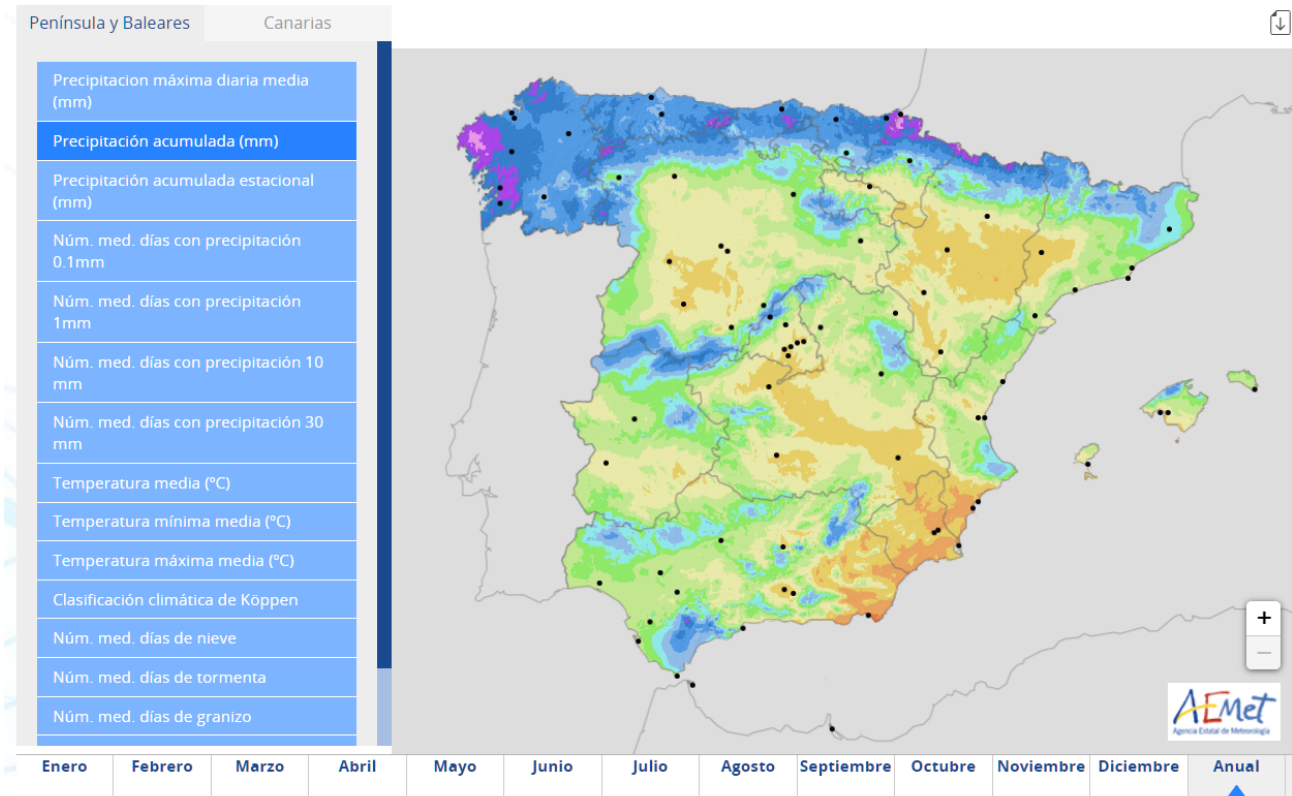 Península y Baleares
Canarias
Precipitacion máxima diaria media
(mm)
Precipitación acumulada (mm)
Precipitación acumulada estacional
(mm)
Núm. med. días con precipitación
0.1mm
Núm. med. días con precipitación
1mm
Núm. med. días con precipitación 10
mm
Núm. med. días con precipitación 30
mm
Temperatura media (ºC)
Temperatura mínima media (ºC)
Temperatura máxima media (ºC)
Clasificación climática de Köppen
Núm. med. días de nieve
Núm. med. días de tormenta
Núm. med. días de granizo
+
−
AEMet
Agencia Estatal de Meteorología
Enero
Febrero
Marzo
Abril
Mayo
Junio
Julio
Agosto
Septiembre
Octubre
Noviembre
Diciembre
Anual